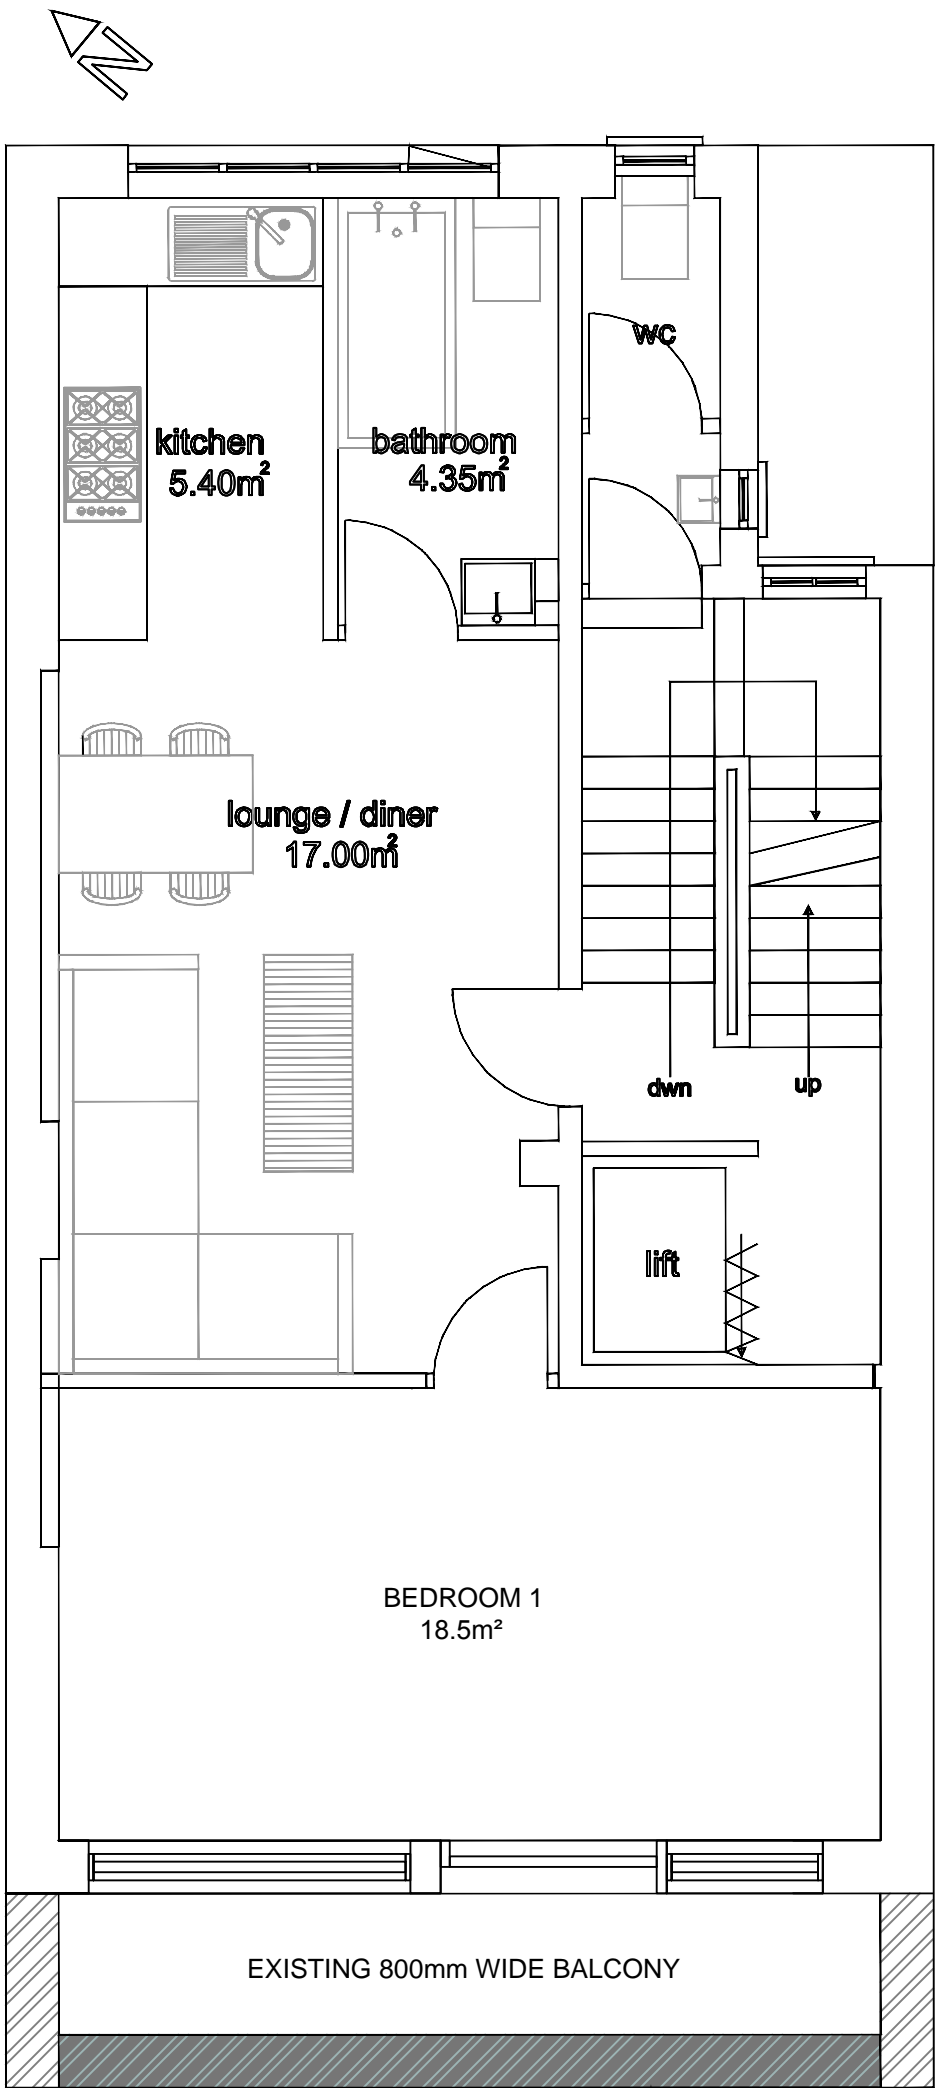 N
wc
kitchen
5.40m²
bathroom
4.35m²
lounge / diner
17.00m²
dwn
up
lift
BEDROOM 1
18.5m²
EXISTING 800mm WIDE BALCONY